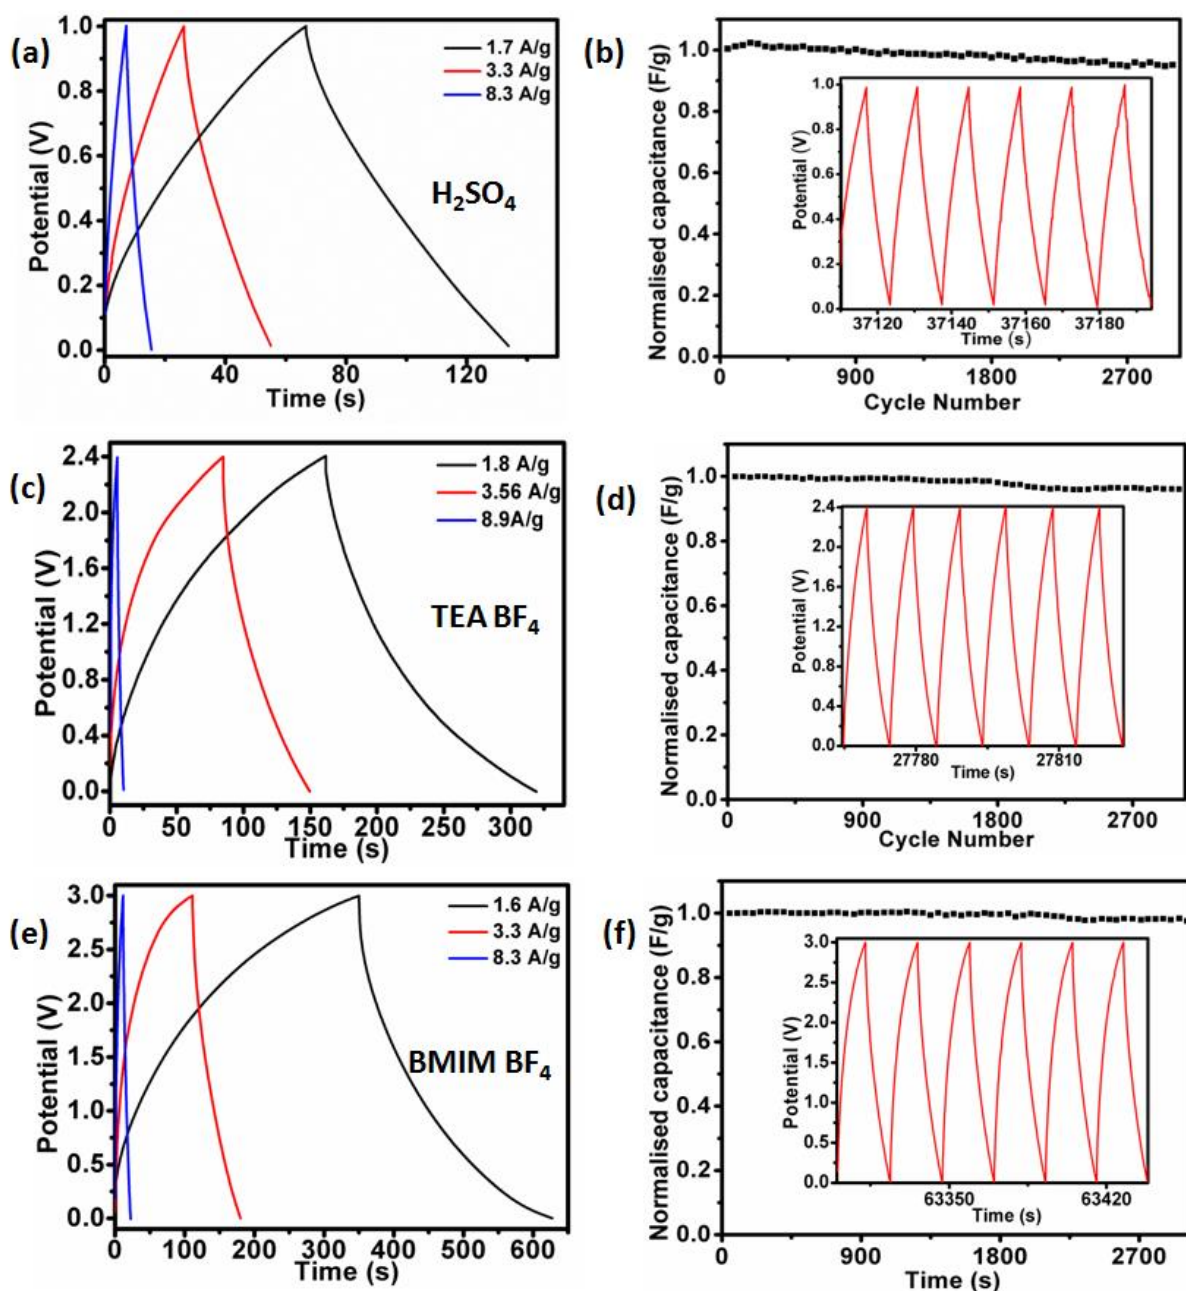 (a)
1.0
0.8
0.6
0.4
0.2
0.0
Potential (V)
1.7 A/g
3.3 A/g
8.3 A/g
H₂SO₄
0 40 80 120
Time (s)
(b)
1.0
0.8
0.6
0.4
0.2
0.0
Normalised capacitance (F/g)
1.0
0.8
0.6
0.4
0.2
0.0
Potential (V)
37120 37140 37160 37180
Time (s)
0 900 1800 2700
Cycle Number
(c)
2.4
2.0
1.6
1.2
0.8
0.4
0.0
Potential (V)
1.8 A/g
3.56 A/g
8.9A/g
TEA BF₄
0 50 100 150 200 250 300
Time (s)
(d)
1.0
0.8
0.6
0.4
0.2
0.0
Normalised capacitance (F/g)
2.4
2.0
1.6
1.2
0.8
0.4
0.0
Potential (V)
27780 27810
Time (s)
0 900 1800 2700
Cycle Number
(e)
3.0
2.5
2.0
1.5
1.0
0.5
0.0
Potential (V)
1.6 A/g
3.3 A/g
8.3 A/g
BMIM BF₄
0 100 200 300 400 500 600
Time (s)
(f)
1.0
0.8
0.6
0.4
0.2
0.0
Normalised capacitance (F/g)
3.0
2.5
2.0
1.5
1.0
0.5
0.0
Potential (V)
63350 63420
Time (s)
0 900 1800 2700
Time (s)